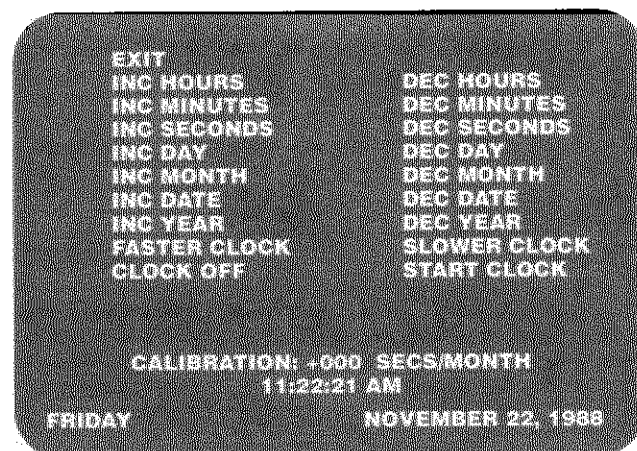 EXIT
INC HOURS DEC HOURS
INC MINUTES DEC MINUTES
INC SECONDS DEC SECONDS
INC DAY DEC DAY
INC MONTH DEC MONTH
INC DATE DEC DATE
INC YEAR DEC YEAR
FASTER CLOCK SLOWER CLOCK
CLOCK OFF START CLOCK
CALIBRATION: +000 SECS/MONTH
11:22:21 AM
FRIDAY NOVEMBER 22, 1988